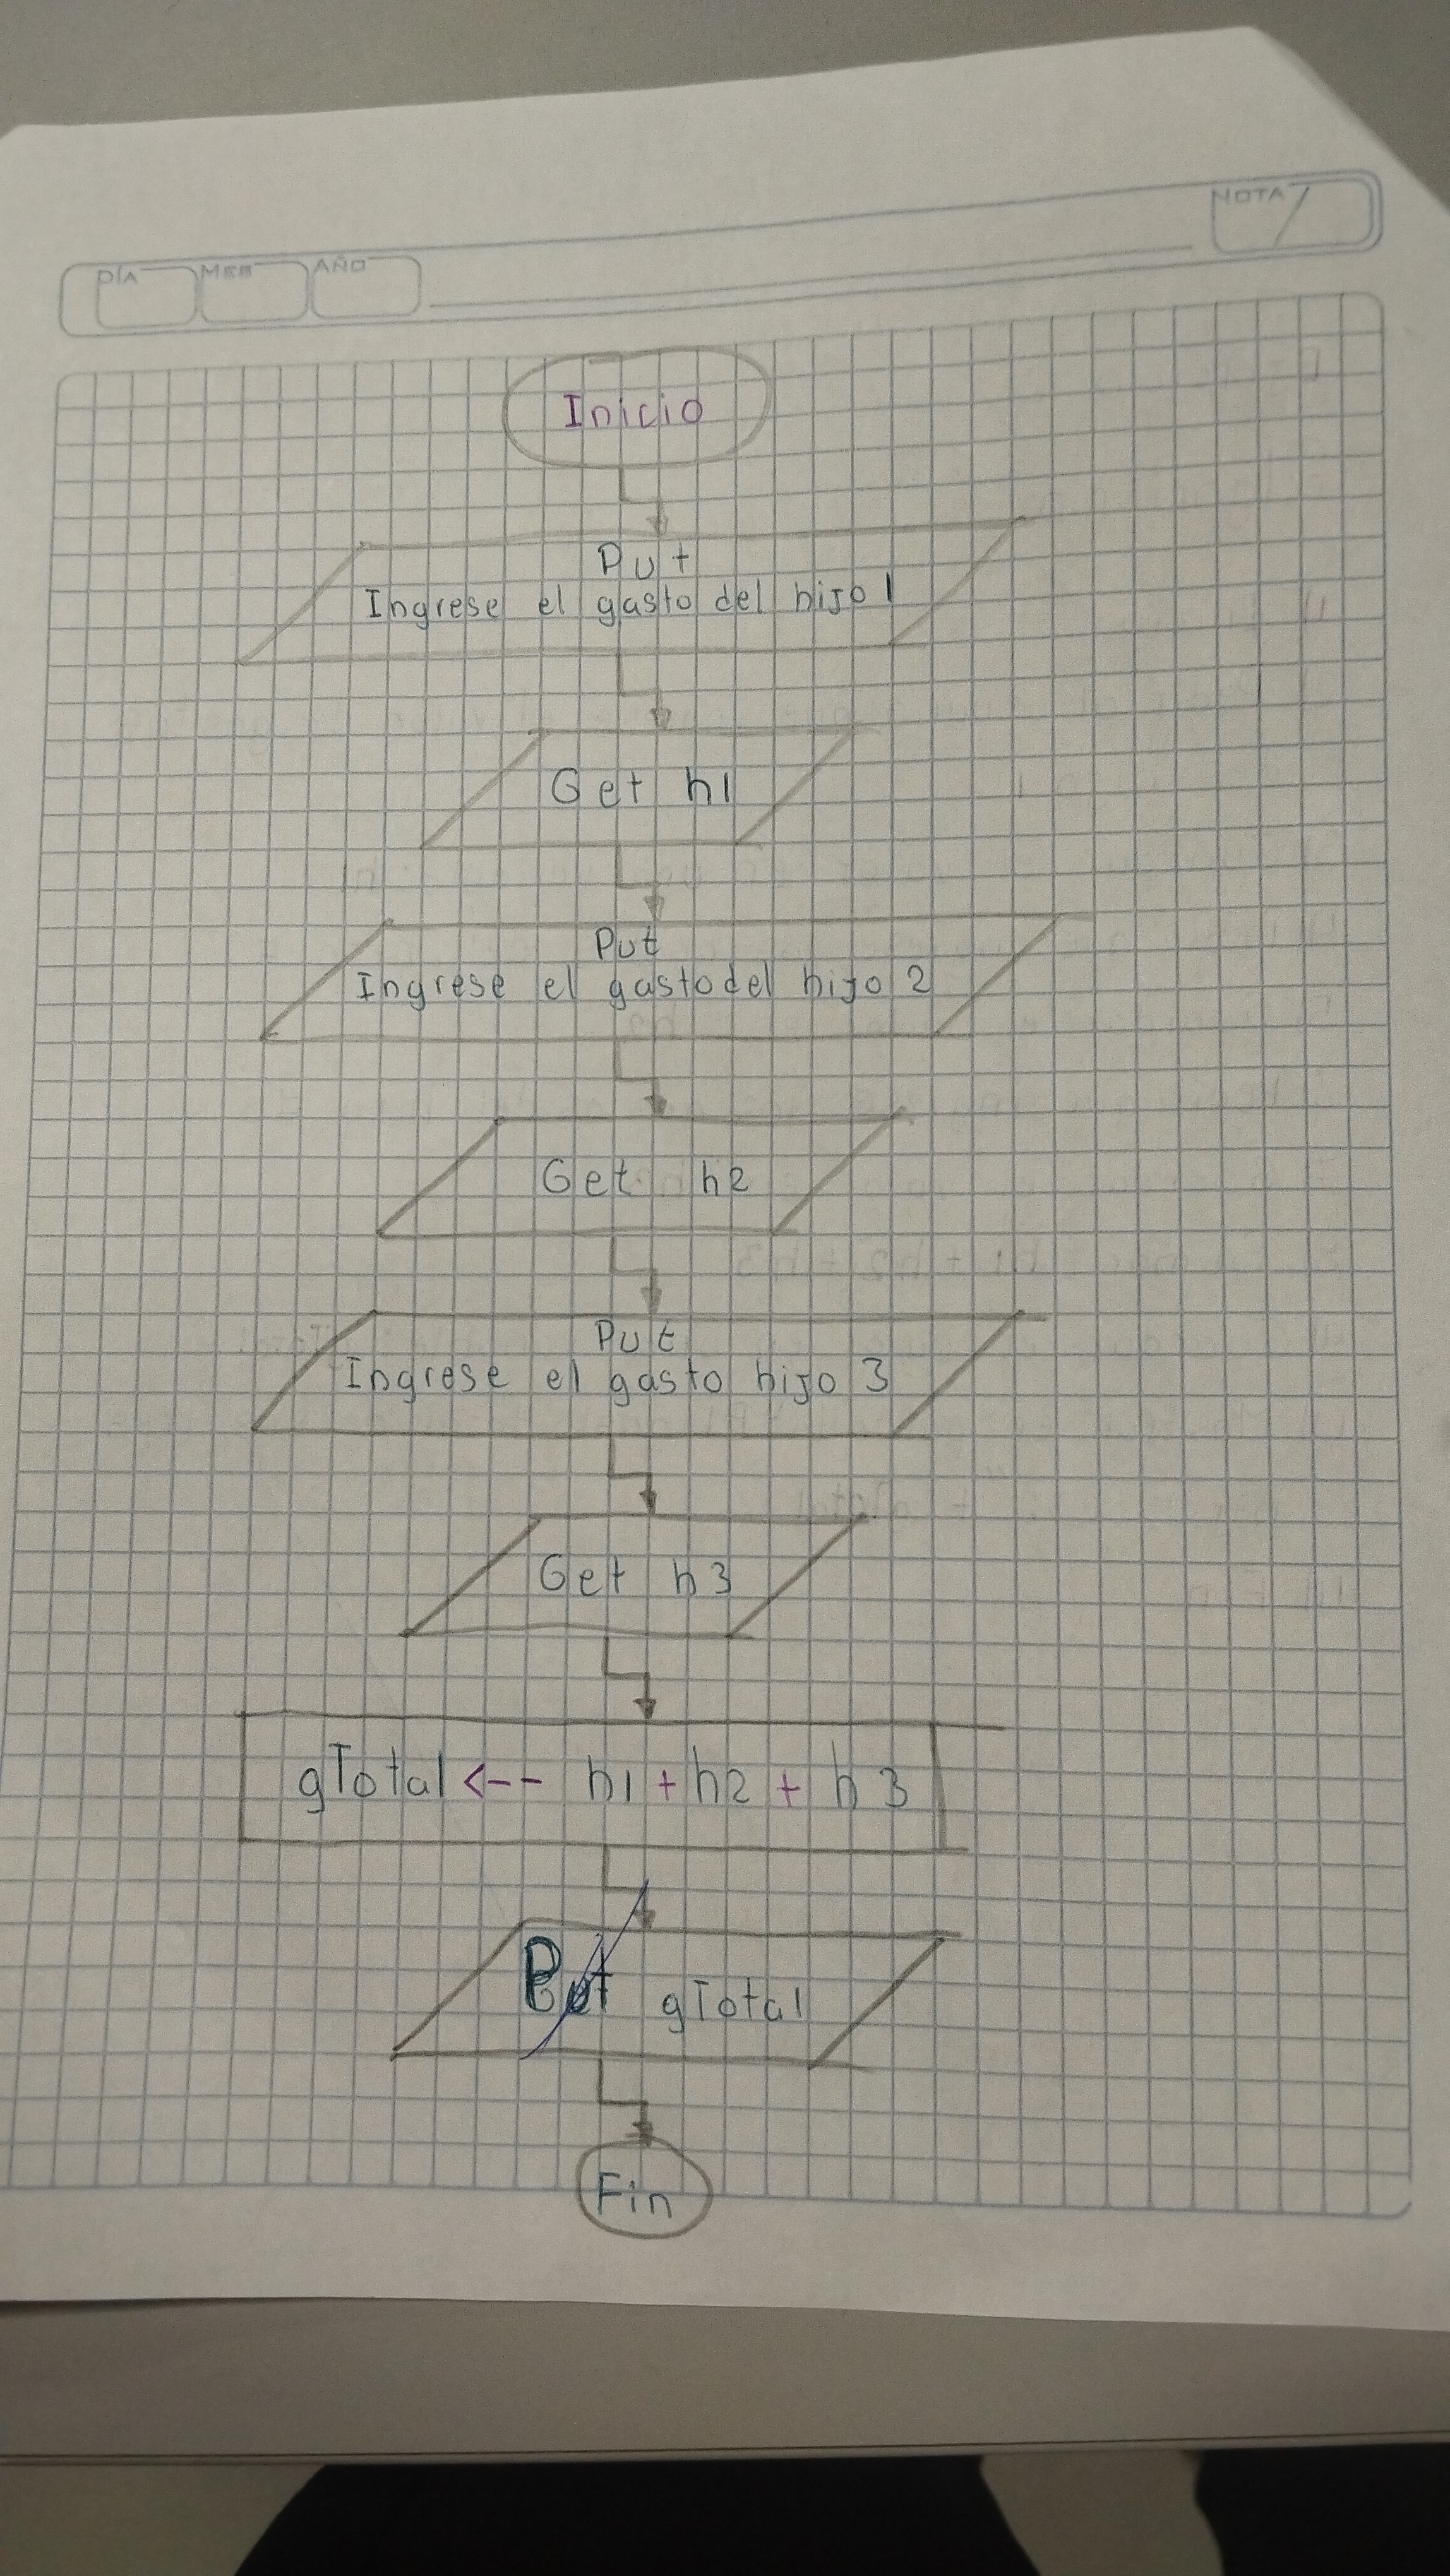 NOTA
DÍA MES AÑO
Inicio
Put
Ingrese el gasto del hijo 1
Get h1
Put
Ingrese el gasto del hijo 2
Get h2
Put
Ingrese el gasto hijo 3
Get h3
gTotal <-- h1 + h2 + h3
Put gTotal
Fin